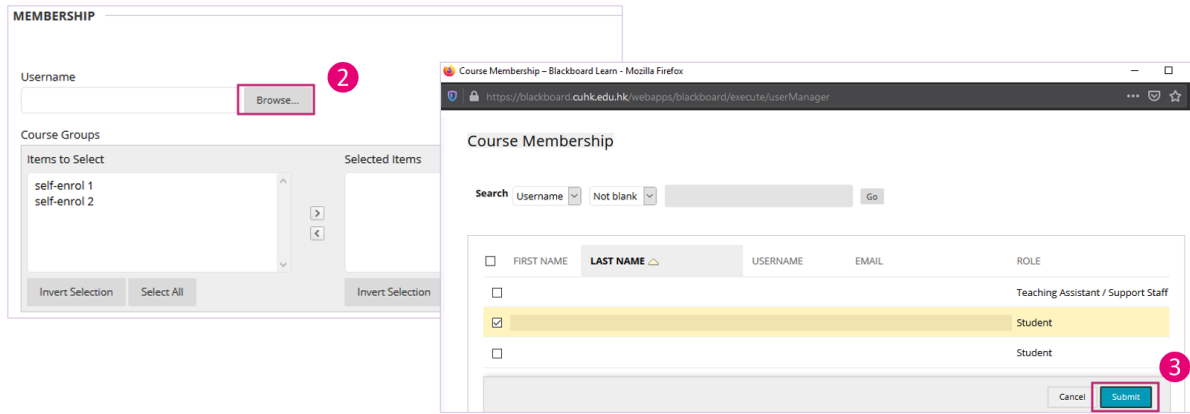 MEMBERSHIP
Username
Browse...
2
Course Groups
Items to Select
Selected Items
self-enrol 1
self-enrol 2
Invert Selection
Select All
Invert Selection
Course Membership – Blackboard Learn - Mozilla Firefox
https://blackboard.cuhk.edu.hk/webapps/blackboard/execute/userManager
Course Membership
Search Username Not blank Go
FIRST NAME LAST NAME USERNAME EMAIL ROLE
Teaching Assistant / Support Staff
Student
Student
3
Cancel Submit